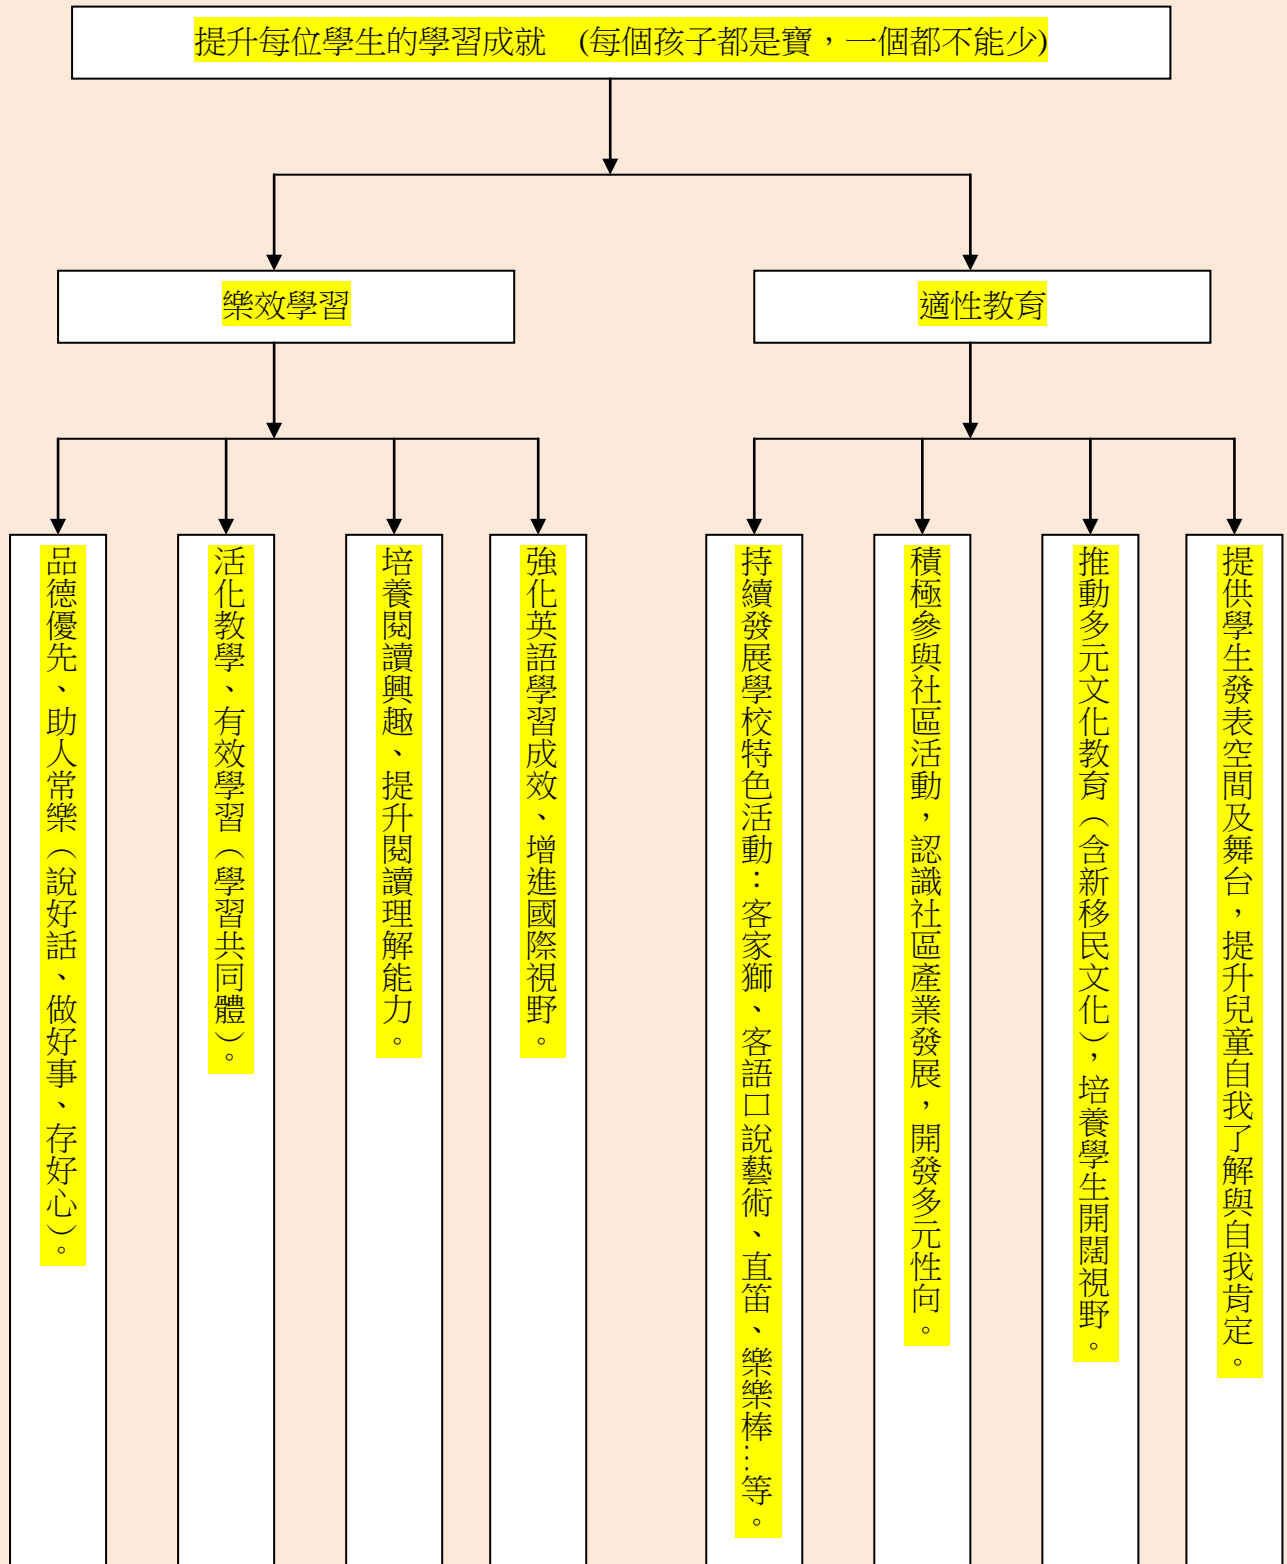 提升每位學生的學習成就　(每個孩子都是寶，一個都不能少)
樂效學習
適性教育
品德優先、助人常樂（說好話、做好事、存好心）。
活化教學、有效學習（學習共同體）。
培養閱讀興趣、提升閱讀理解能力。
強化英語學習成效、增進國際視野。
持續發展學校特色活動：客家獅、客語口說藝術、直笛、樂樂棒…等。
積極參與社區活動，認識社區產業發展，開發多元性向。
推動多元文化教育（含新移民文化），培養學生開闊視野。
提供學生發表空間及舞台，提升兒童自我了解與自我肯定。